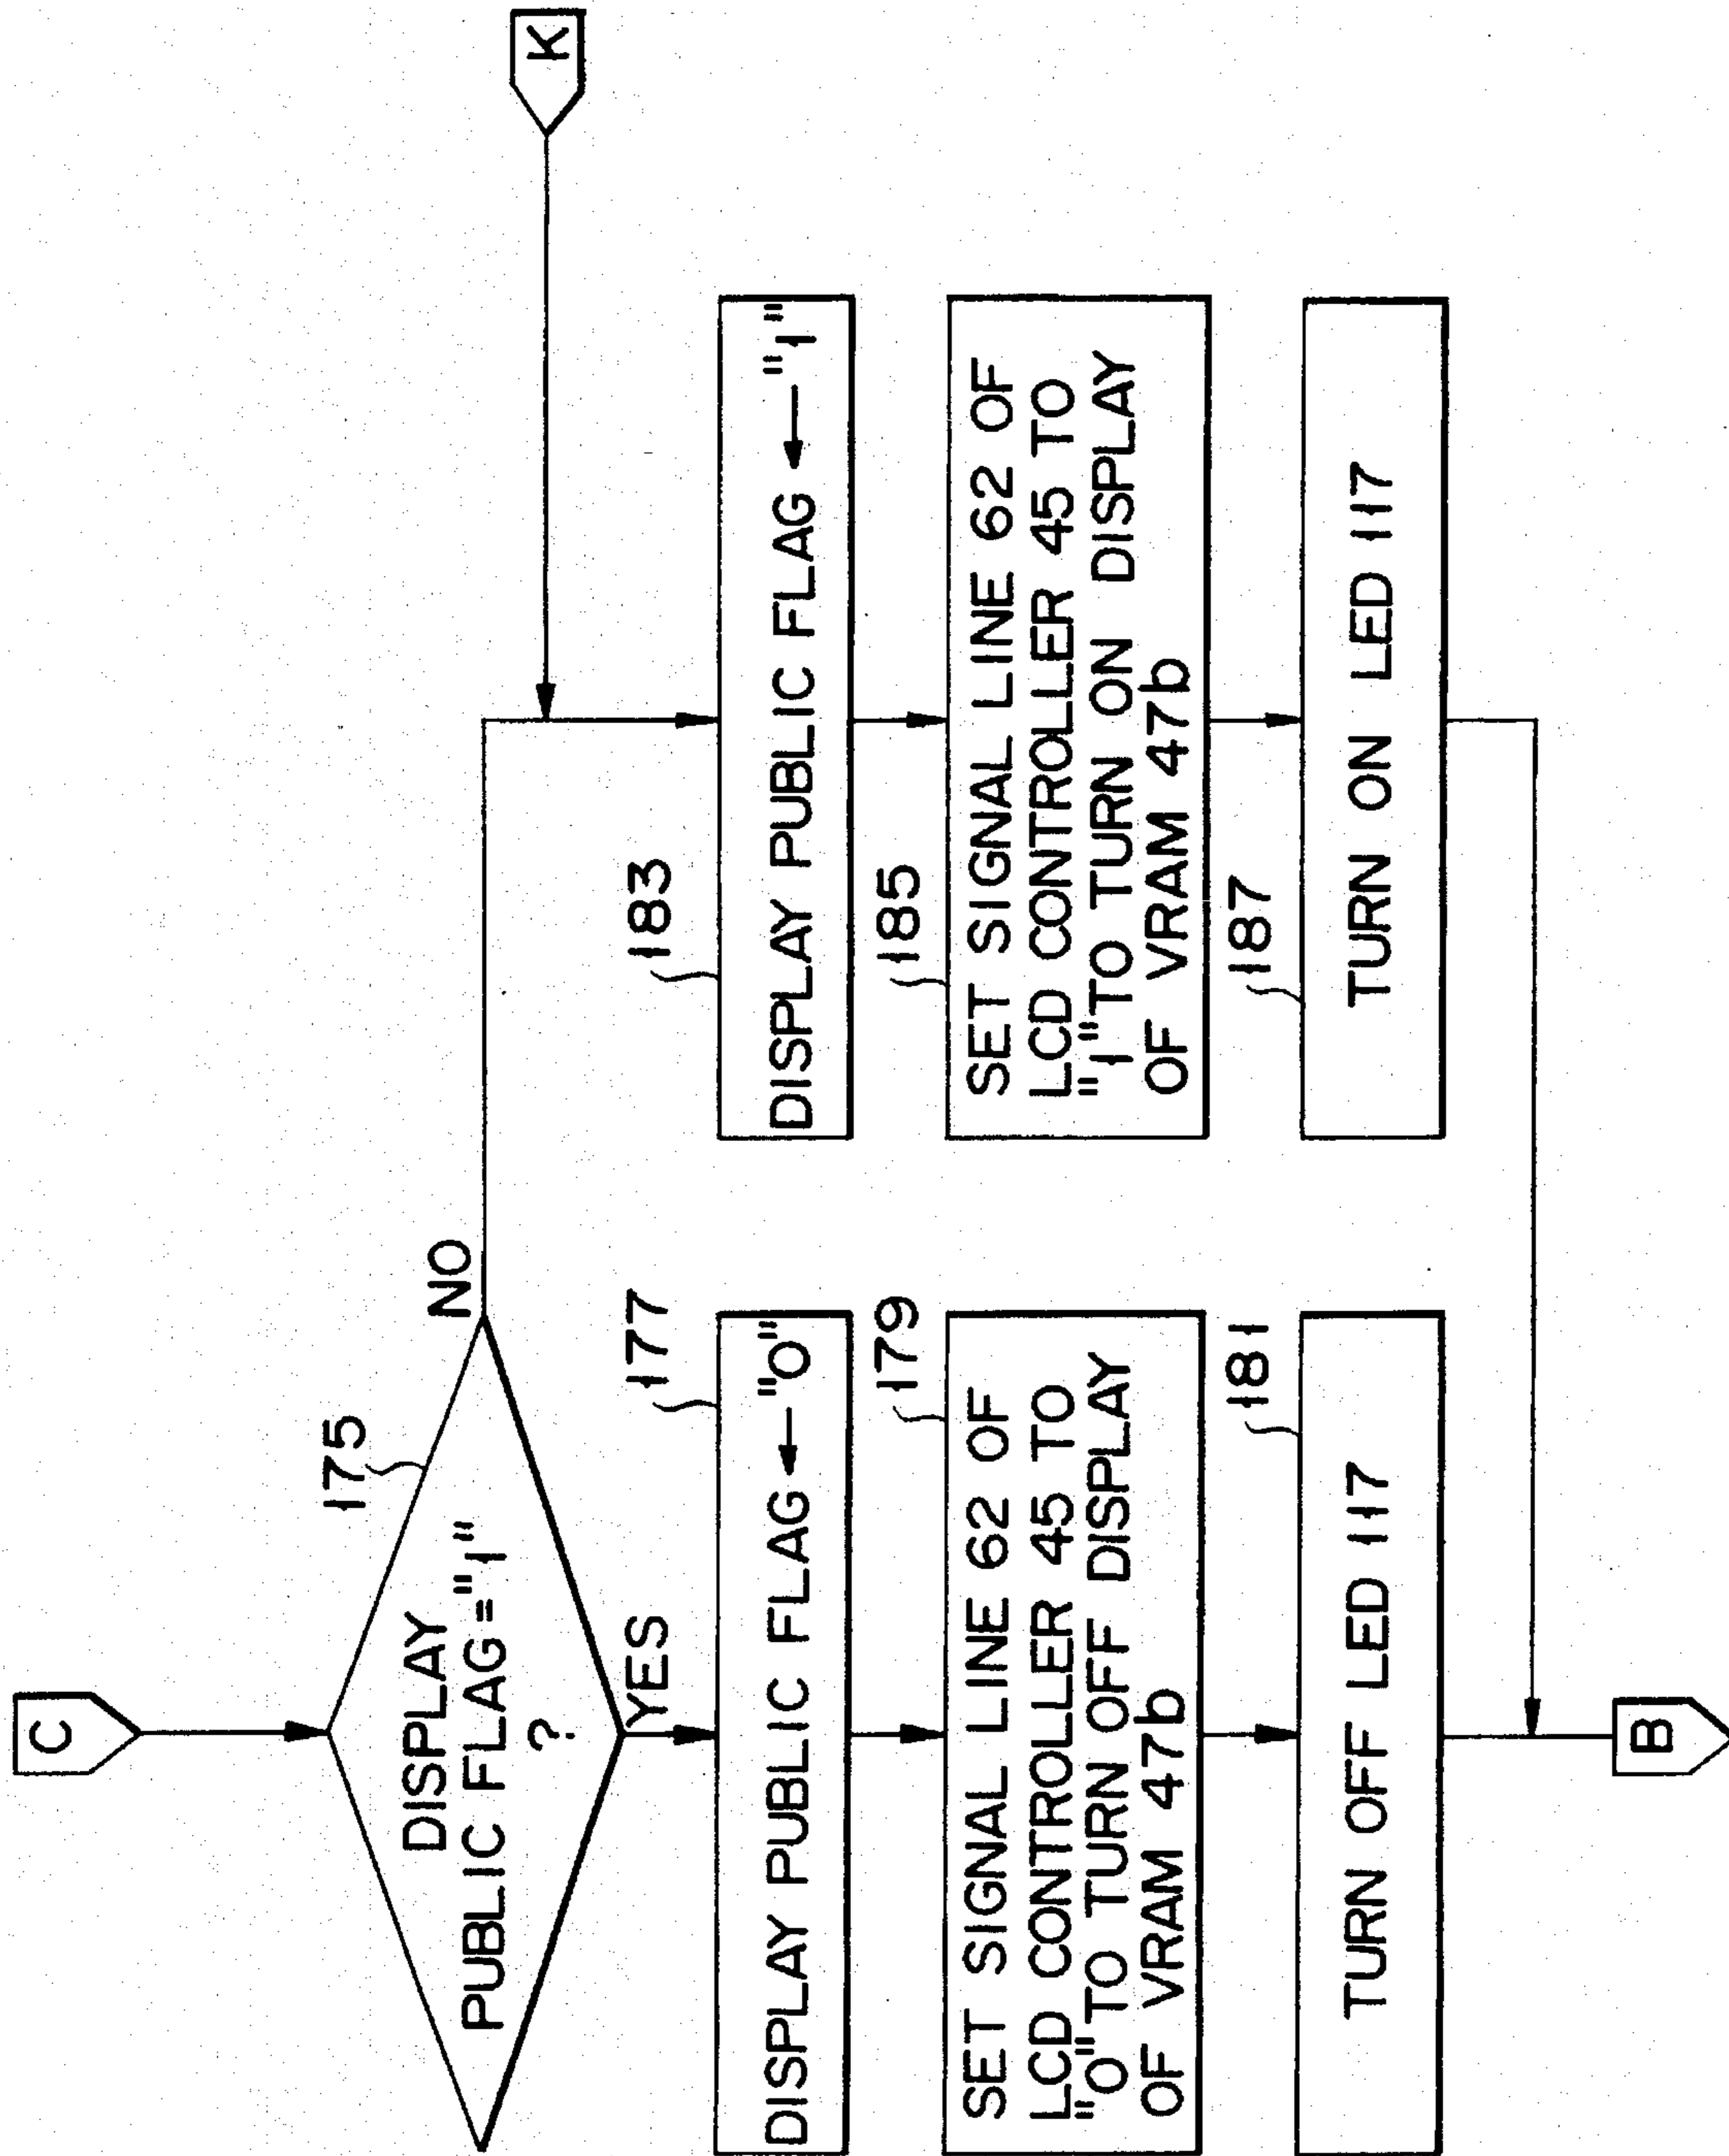 C
175
DISPLAY
PUBLIC FLAG = "1"
?
NO
YES
K
177
DISPLAY PUBLIC FLAG ← "0"
179
SET SIGNAL LINE 62 OF
LCD CONTROLLER 45 TO
"0" TO TURN OFF DISPLAY
OF VRAM 47b
181
TURN OFF LED 117
183
DISPLAY PUBLIC FLAG ← "1"
185
SET SIGNAL LINE 62 OF
LCD CONTROLLER 45 TO
"1" TO TURN ON DISPLAY
OF VRAM 47b
187
TURN ON LED 117
B